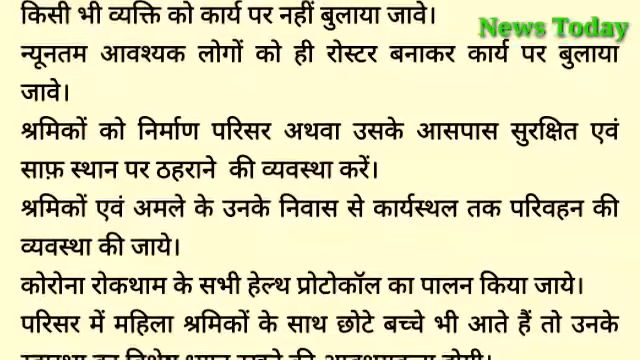 किसी भी व्यक्ति को कार्य पर नहीं बुलाया जावे।
News Today
न्यूनतम आवश्यक लोगों को ही रोस्टर बनाकर कार्य पर बुलाया
जावे।
श्रमिकों को निर्माण परिसर अथवा उसके आसपास सुरक्षित एवं
साफ़ स्थान पर ठहराने की व्यवस्था करें।
श्रमिकों एवं अमले के उनके निवास से कार्यस्थल तक परिवहन की
व्यवस्था की जाये।
कोरोना रोकथाम के सभी हेल्थ प्रोटोकॉल का पालन किया जाये।
परिसर में महिला श्रमिकों के साथ छोटे बच्चे भी आते हैं तो उनके